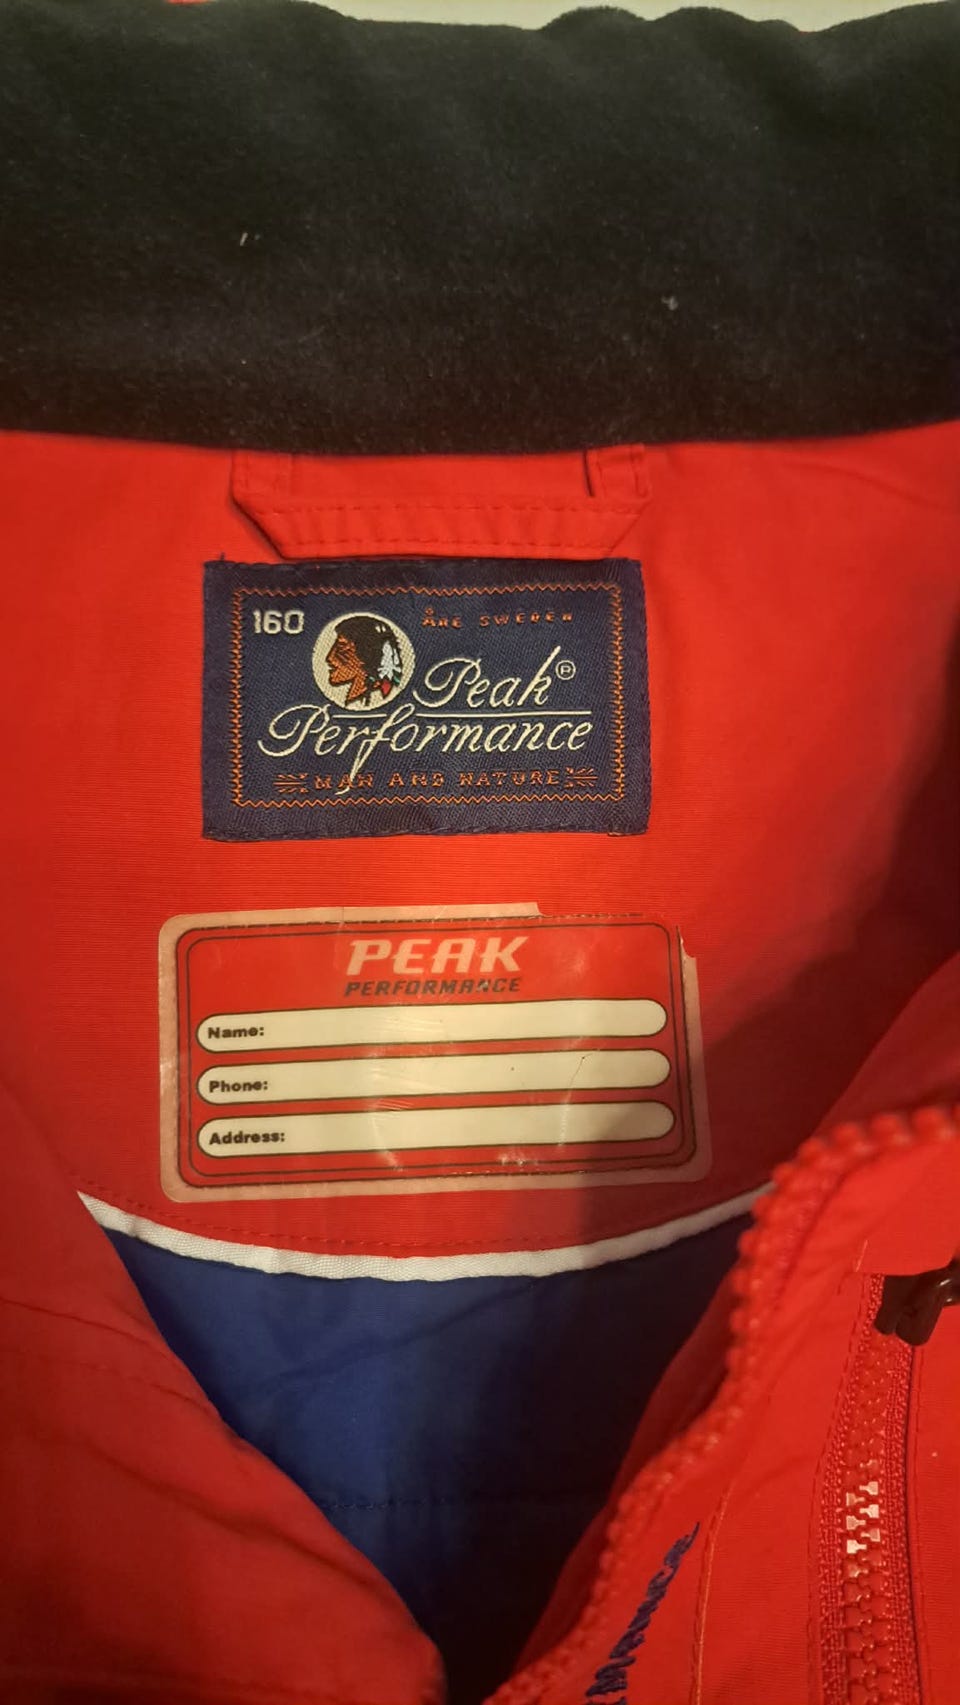 160
ÅRE SWEDEN
Peak®
Performance
MAN AND NATURE
PEAK
PERFORMANCE
Name:
Phone:
Address: